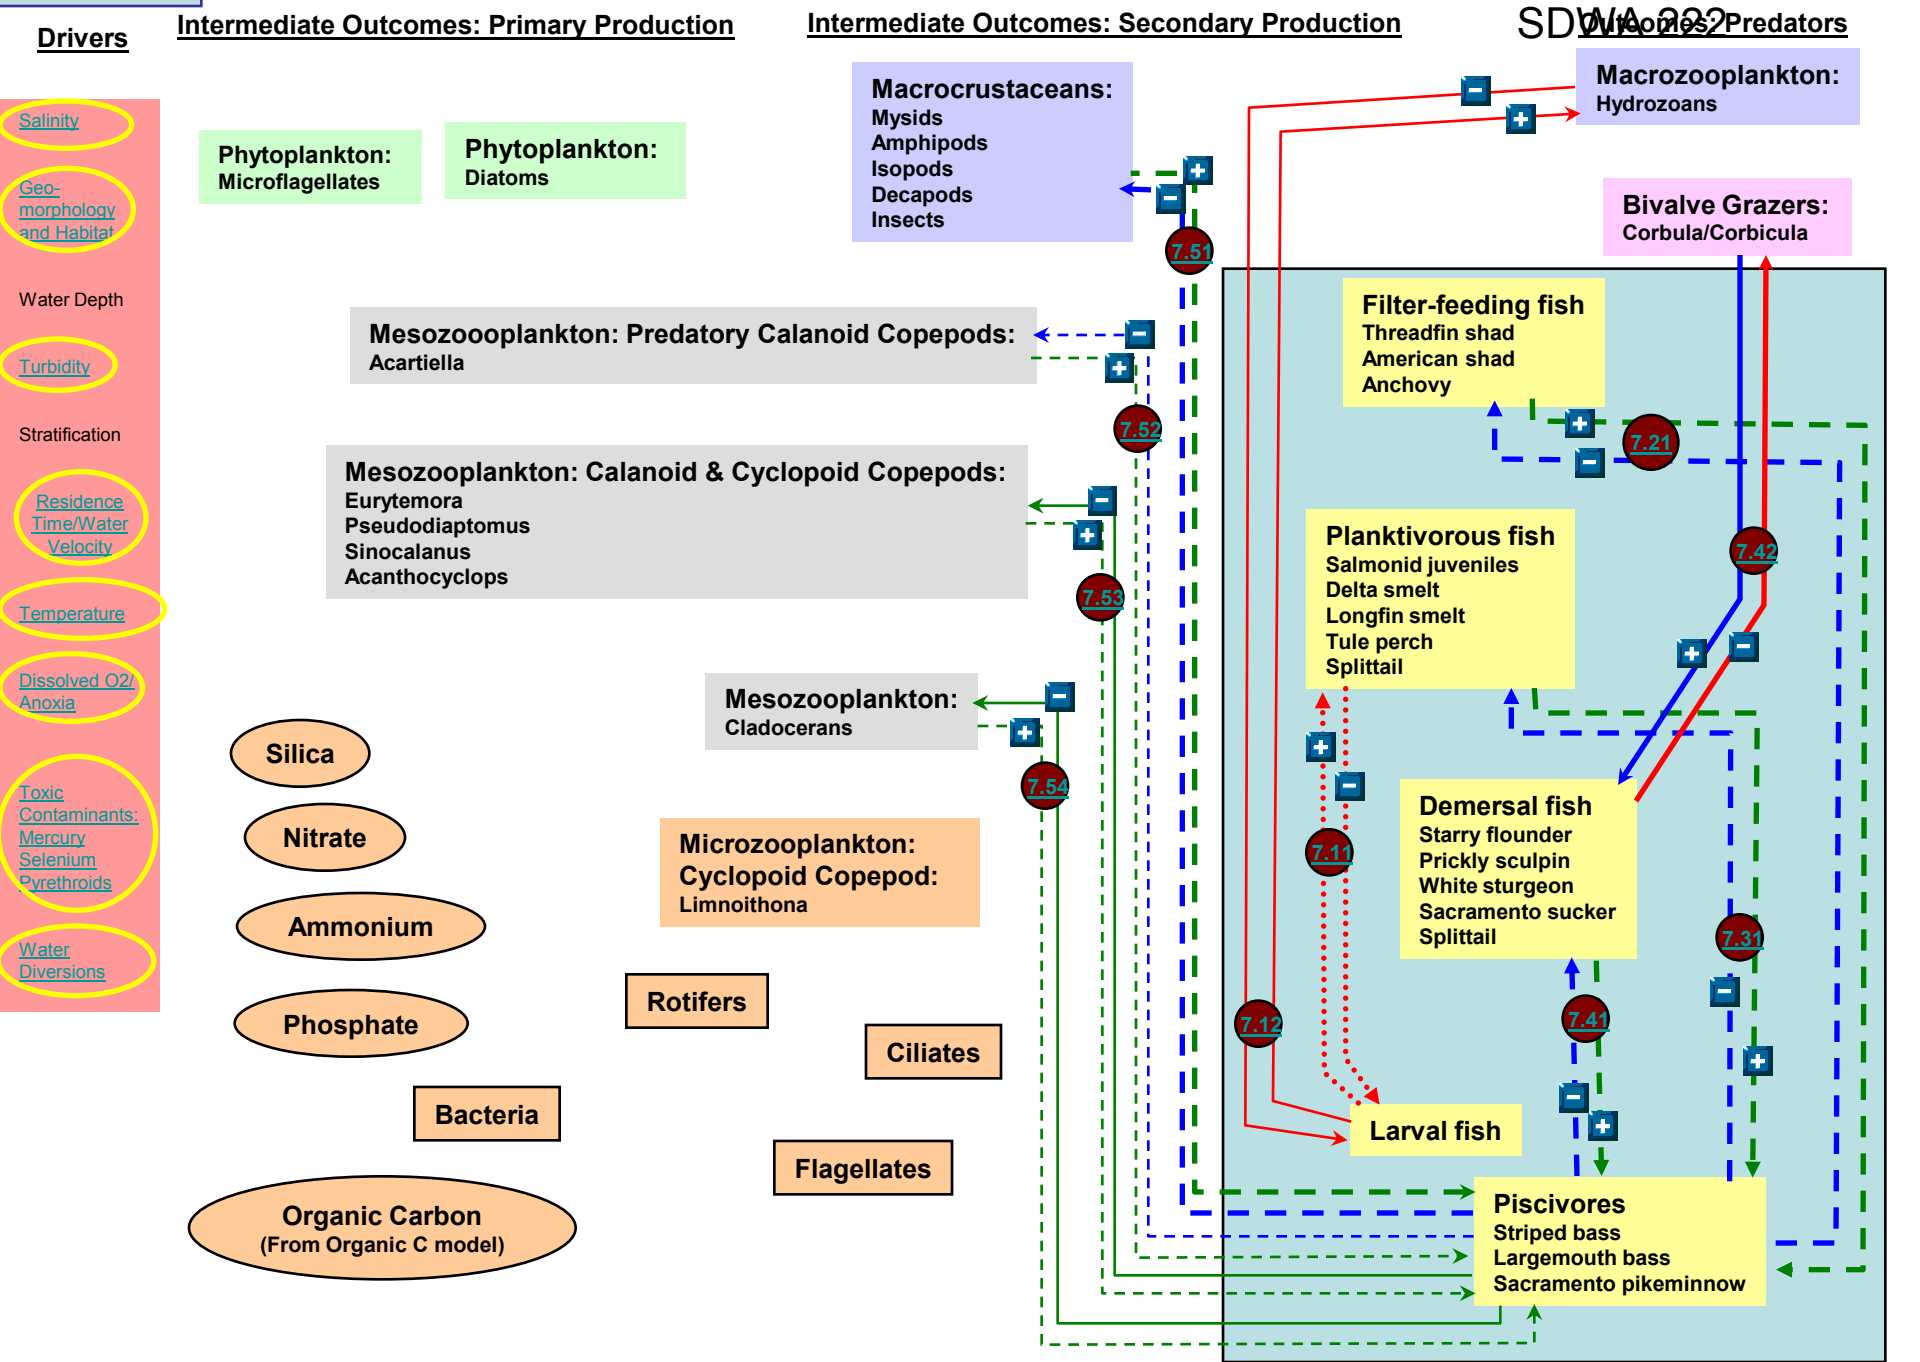 Drivers
Intermediate Outcomes: Primary Production
Intermediate Outcomes: Secondary Production
SDWA 222
Outcomes: Predators
Salinity
Geo-
morphology
and Habitat
Water Depth
Turbidity
Stratification
Residence
Time/Water
Velocity
Temperature
Dissolved O2/
Anoxia
Toxic
Contaminants:
Mercury
Selenium
Pyrethroids
Water
Diversions
Phytoplankton:
Microflagellates
Phytoplankton:
Diatoms
Silica
Nitrate
Ammonium
Phosphate
Bacteria
Organic Carbon
(From Organic C model)
Macrocrustaceans:
Mysids
Amphipods
Isopods
Decapods
Insects
Mesozoooplankton: Predatory Calanoid Copepods:
Acartiella
Mesozooplankton: Calanoid & Cyclopoid Copepods:
Eurytemora
Pseudodiaptomus
Sinocalanus
Acanthocyclops
Mesozooplankton:
Cladocerans
Microzooplankton:
Cyclopoid Copepod:
Limnoithona
Rotifers
Ciliates
Flagellates
7.51
7.52
7.53
7.54
Macrozooplankton:
Hydrozoans
Bivalve Grazers:
Corbula/Corbicula
Filter-feeding fish
Threadfin shad
American shad
Anchovy
7.21
Planktivorous fish
Salmonid juveniles
Delta smelt
Longfin smelt
Tule perch
Splittail
7.42
7.11
Demersal fish
Starry flounder
Prickly sculpin
White sturgeon
Sacramento sucker
Splittail
7.31
7.12
7.41
Larval fish
Piscivores
Striped bass
Largemouth bass
Sacramento pikeminnow